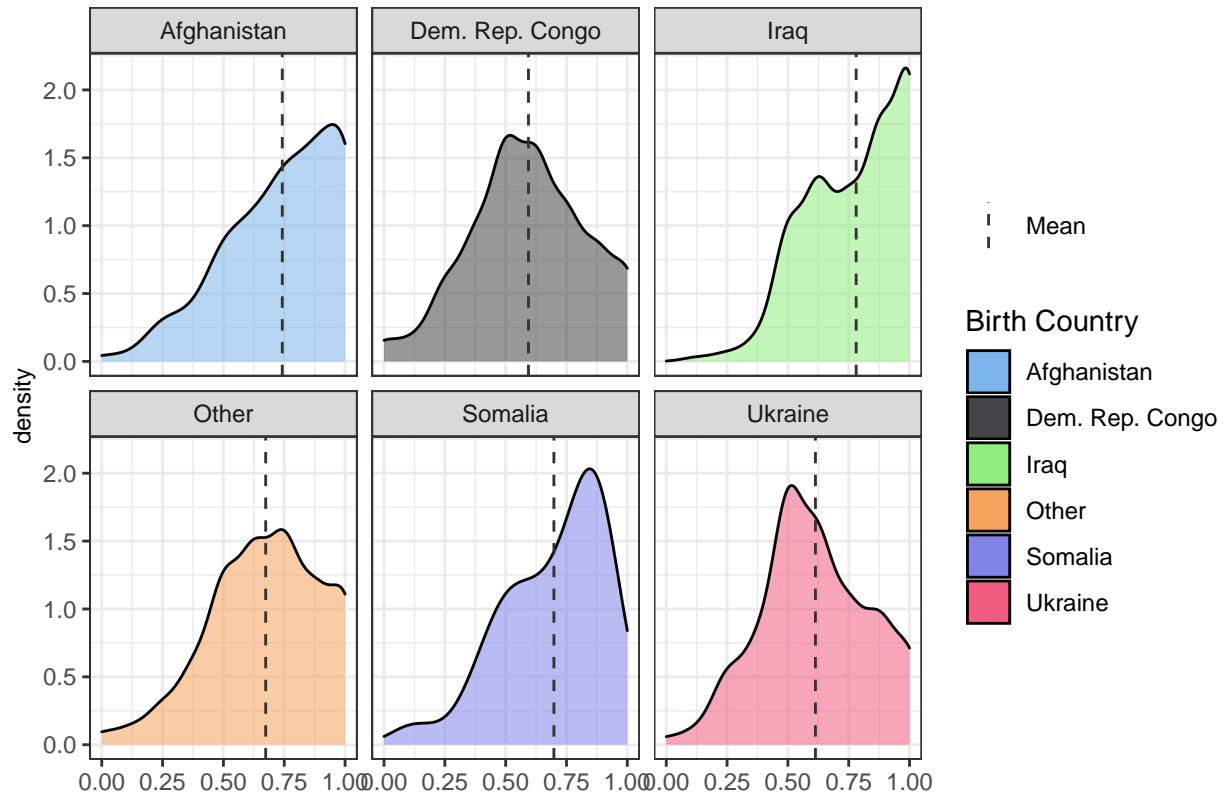 Afghanistan Dem. Rep. Congo Iraq
2.0
1.5
1.0
0.5
0.0
Other Somalia Ukraine
2.0
1.5
1.0
0.5
0.0
0.00 0.25 0.50 0.75 1.00 0.00 0.25 0.50 0.75 1.00 0.00 0.25 0.50 0.75 1.00
density
Mean
Birth Country
Afghanistan
Dem. Rep. Congo
Iraq
Other
Somalia
Ukraine